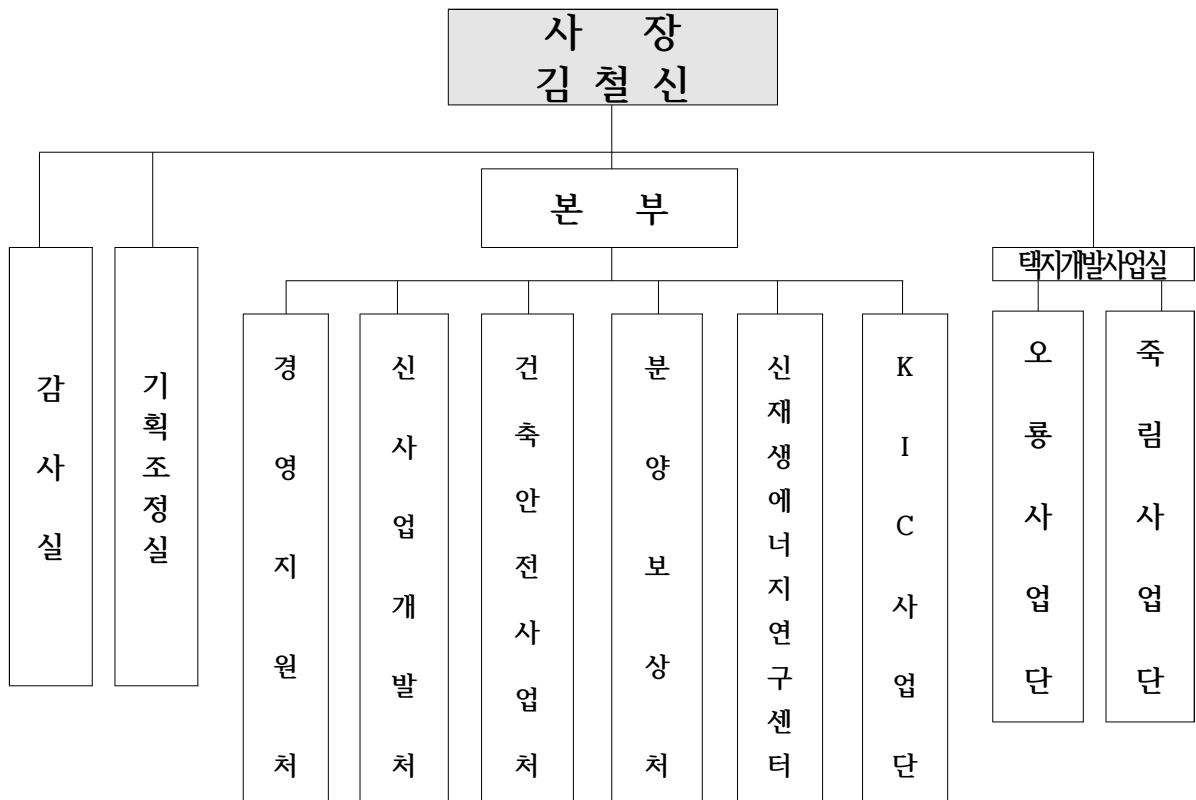 사 장
김 철 신
본 부
택지개발사업실
감사실
기획조정실
경영지원처
신사업개발처
건축안전사업처
분양보상처
신재생에너지연구센터
KIC사업단
오룡사업단
죽림사업단